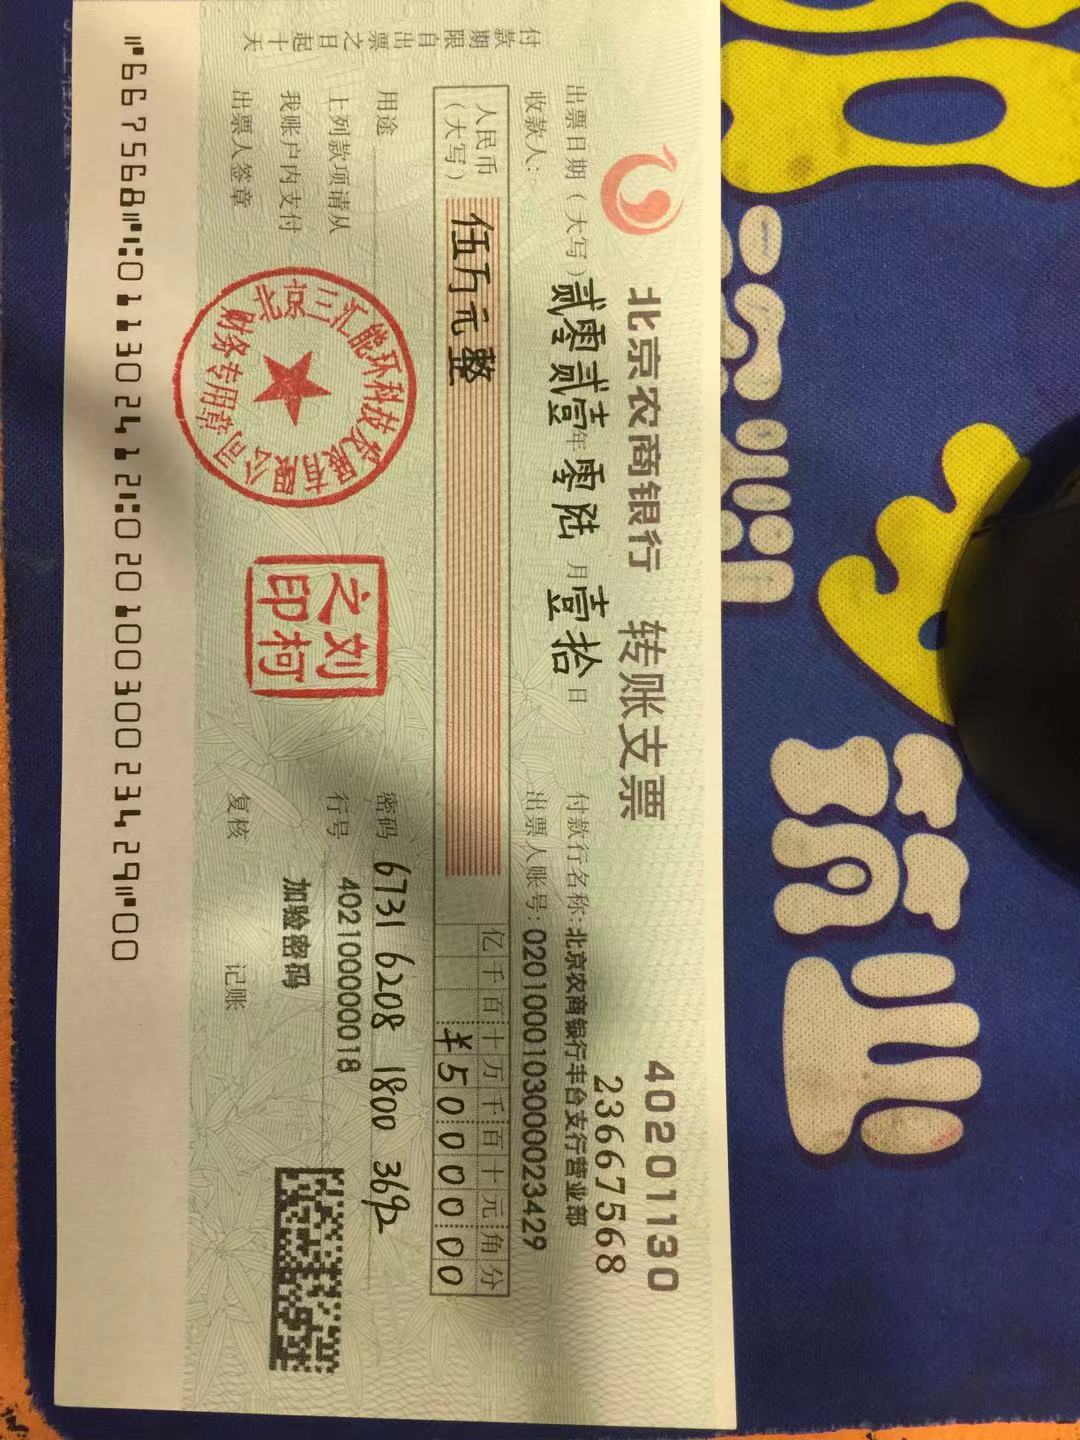 北京农商银行 转账支票
40201130
23667568
出票日期(大写)贰零贰壹年零陆月壹拾日
付款行名称:北京农商银行丰台支行营业部
收款人:
出票人账号:0201000103000023429
人民币
(大写)
伍万元整
亿千百十万千百十元角分
¥5000000
用途
密码 6731 6208 1800 3692
上列款项请从
行号 402100000018
我账户内支付
加验密码
出票人签章
复核 记账
付款期限自出票之日起十天
北京三汇能环科技发展有限公司
财务专用章
刘柯之印
⑈667568⑈⑆011302412⑆020100300234290⑈00